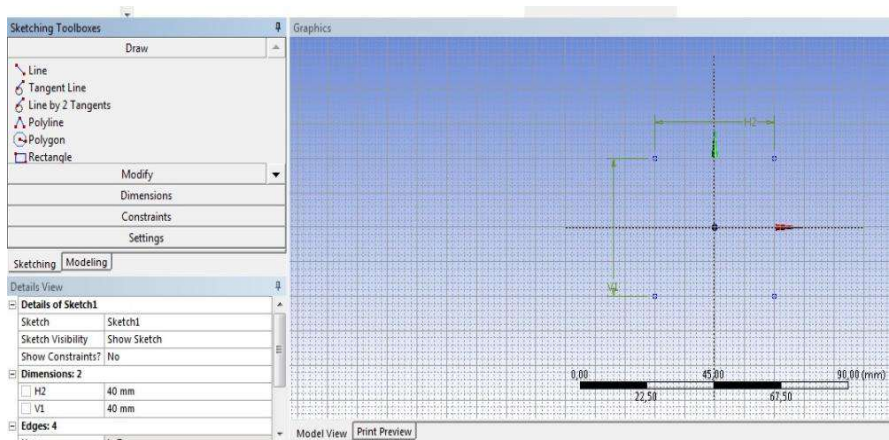 Sketching Toolboxes
Draw
Line
Tangent Line
Line by 2 Tangents
Polyline
Polygon
Rectangle
Modify
Dimensions
Constraints
Settings
Sketching Modeling
Details View
Details of Sketch1
Sketch Sketch1
Sketch Visibility Show Sketch
Show Constraints? No
Dimensions: 2
H2 40 mm
V1 40 mm
Edges: 4
Graphics
H2
V1
0,00 45,00 90,00 (mm)
22,50 67,50
Model View Print Preview